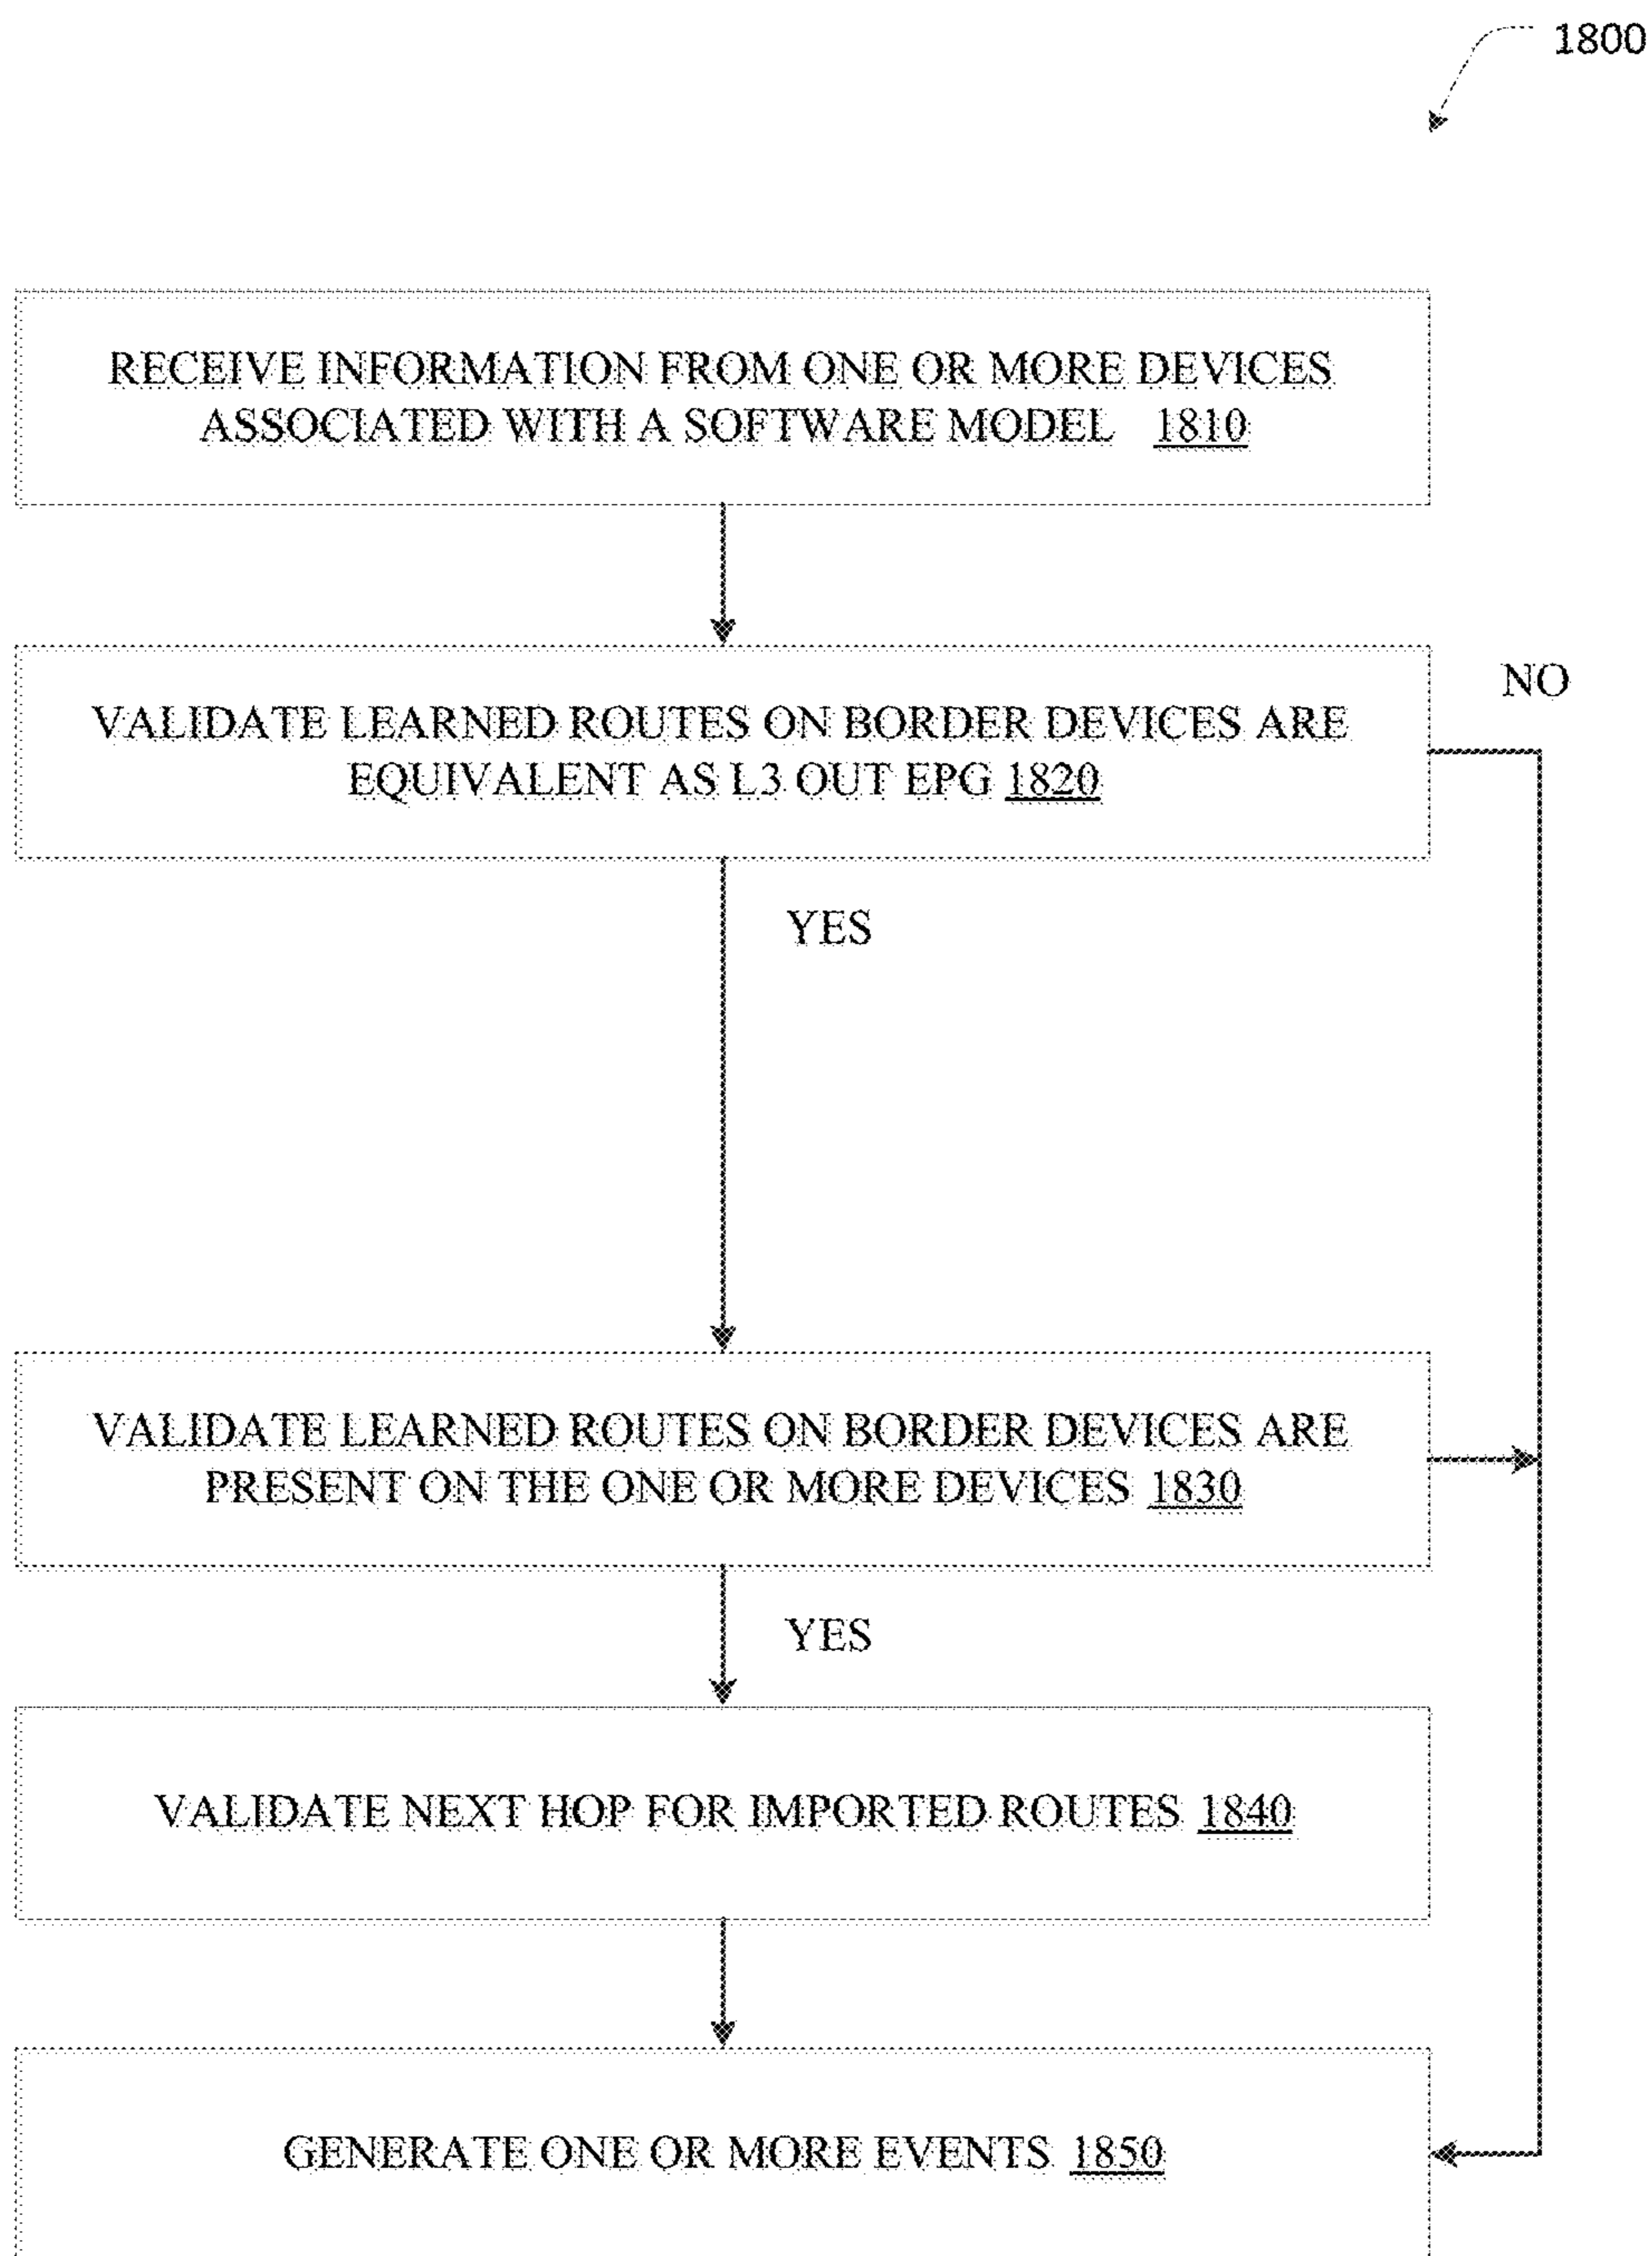 1800
RECEIVE INFORMATION FROM ONE OR MORE DEVICES
ASSOCIATED WITH A SOFTWARE MODEL 1810
VALIDATE LEARNED ROUTES ON BORDER DEVICES ARE
EQUIVALENT AS L3 OUT EPG 1820
NO
YES
VALIDATE LEARNED ROUTES ON BORDER DEVICES ARE
PRESENT ON THE ONE OR MORE DEVICES 1830
YES
VALIDATE NEXT HOP FOR IMPORTED ROUTES 1840
GENERATE ONE OR MORE EVENTS 1850